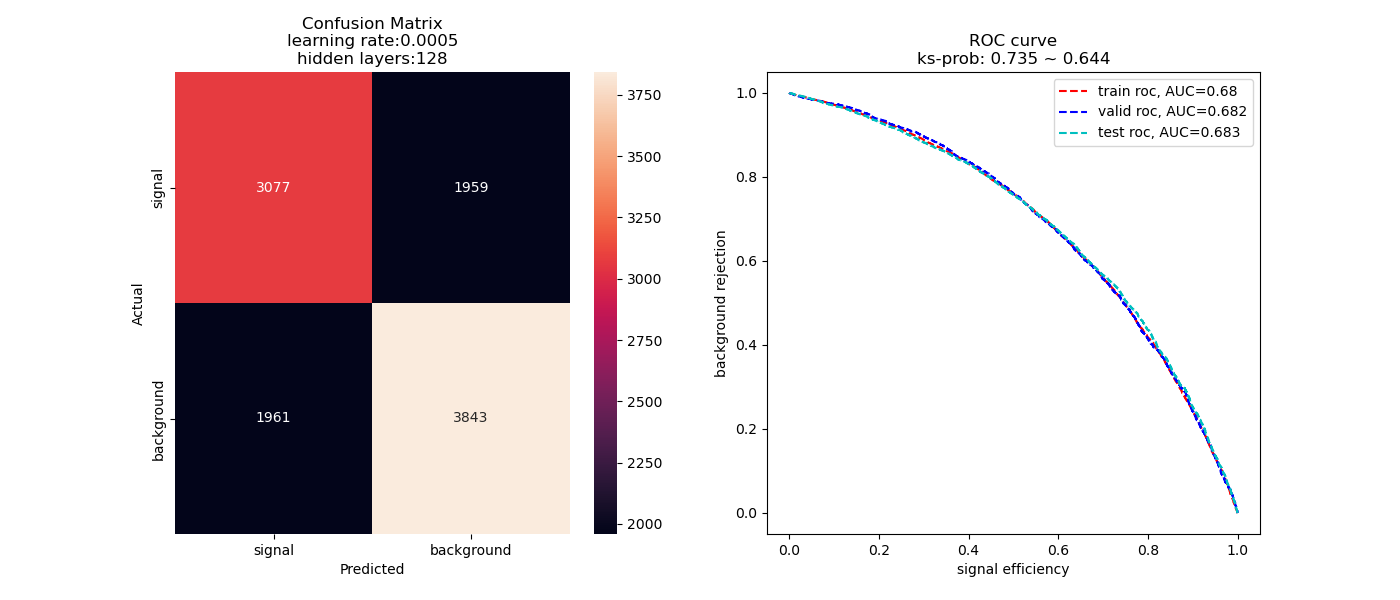 Confusion Matrix
learning rate:0.0005
hidden layers:128
signal
background
Actual
3077
1959
1961
3843
signal
background
Predicted
3750
3500
3250
3000
2750
2500
2250
2000
ROC curve
ks-prob: 0.735 ~ 0.644
train roc, AUC=0.68
valid roc, AUC=0.682
test roc, AUC=0.683
background rejection
1.0
0.8
0.6
0.4
0.2
0.0
0.0
0.2
0.4
0.6
0.8
1.0
signal efficiency